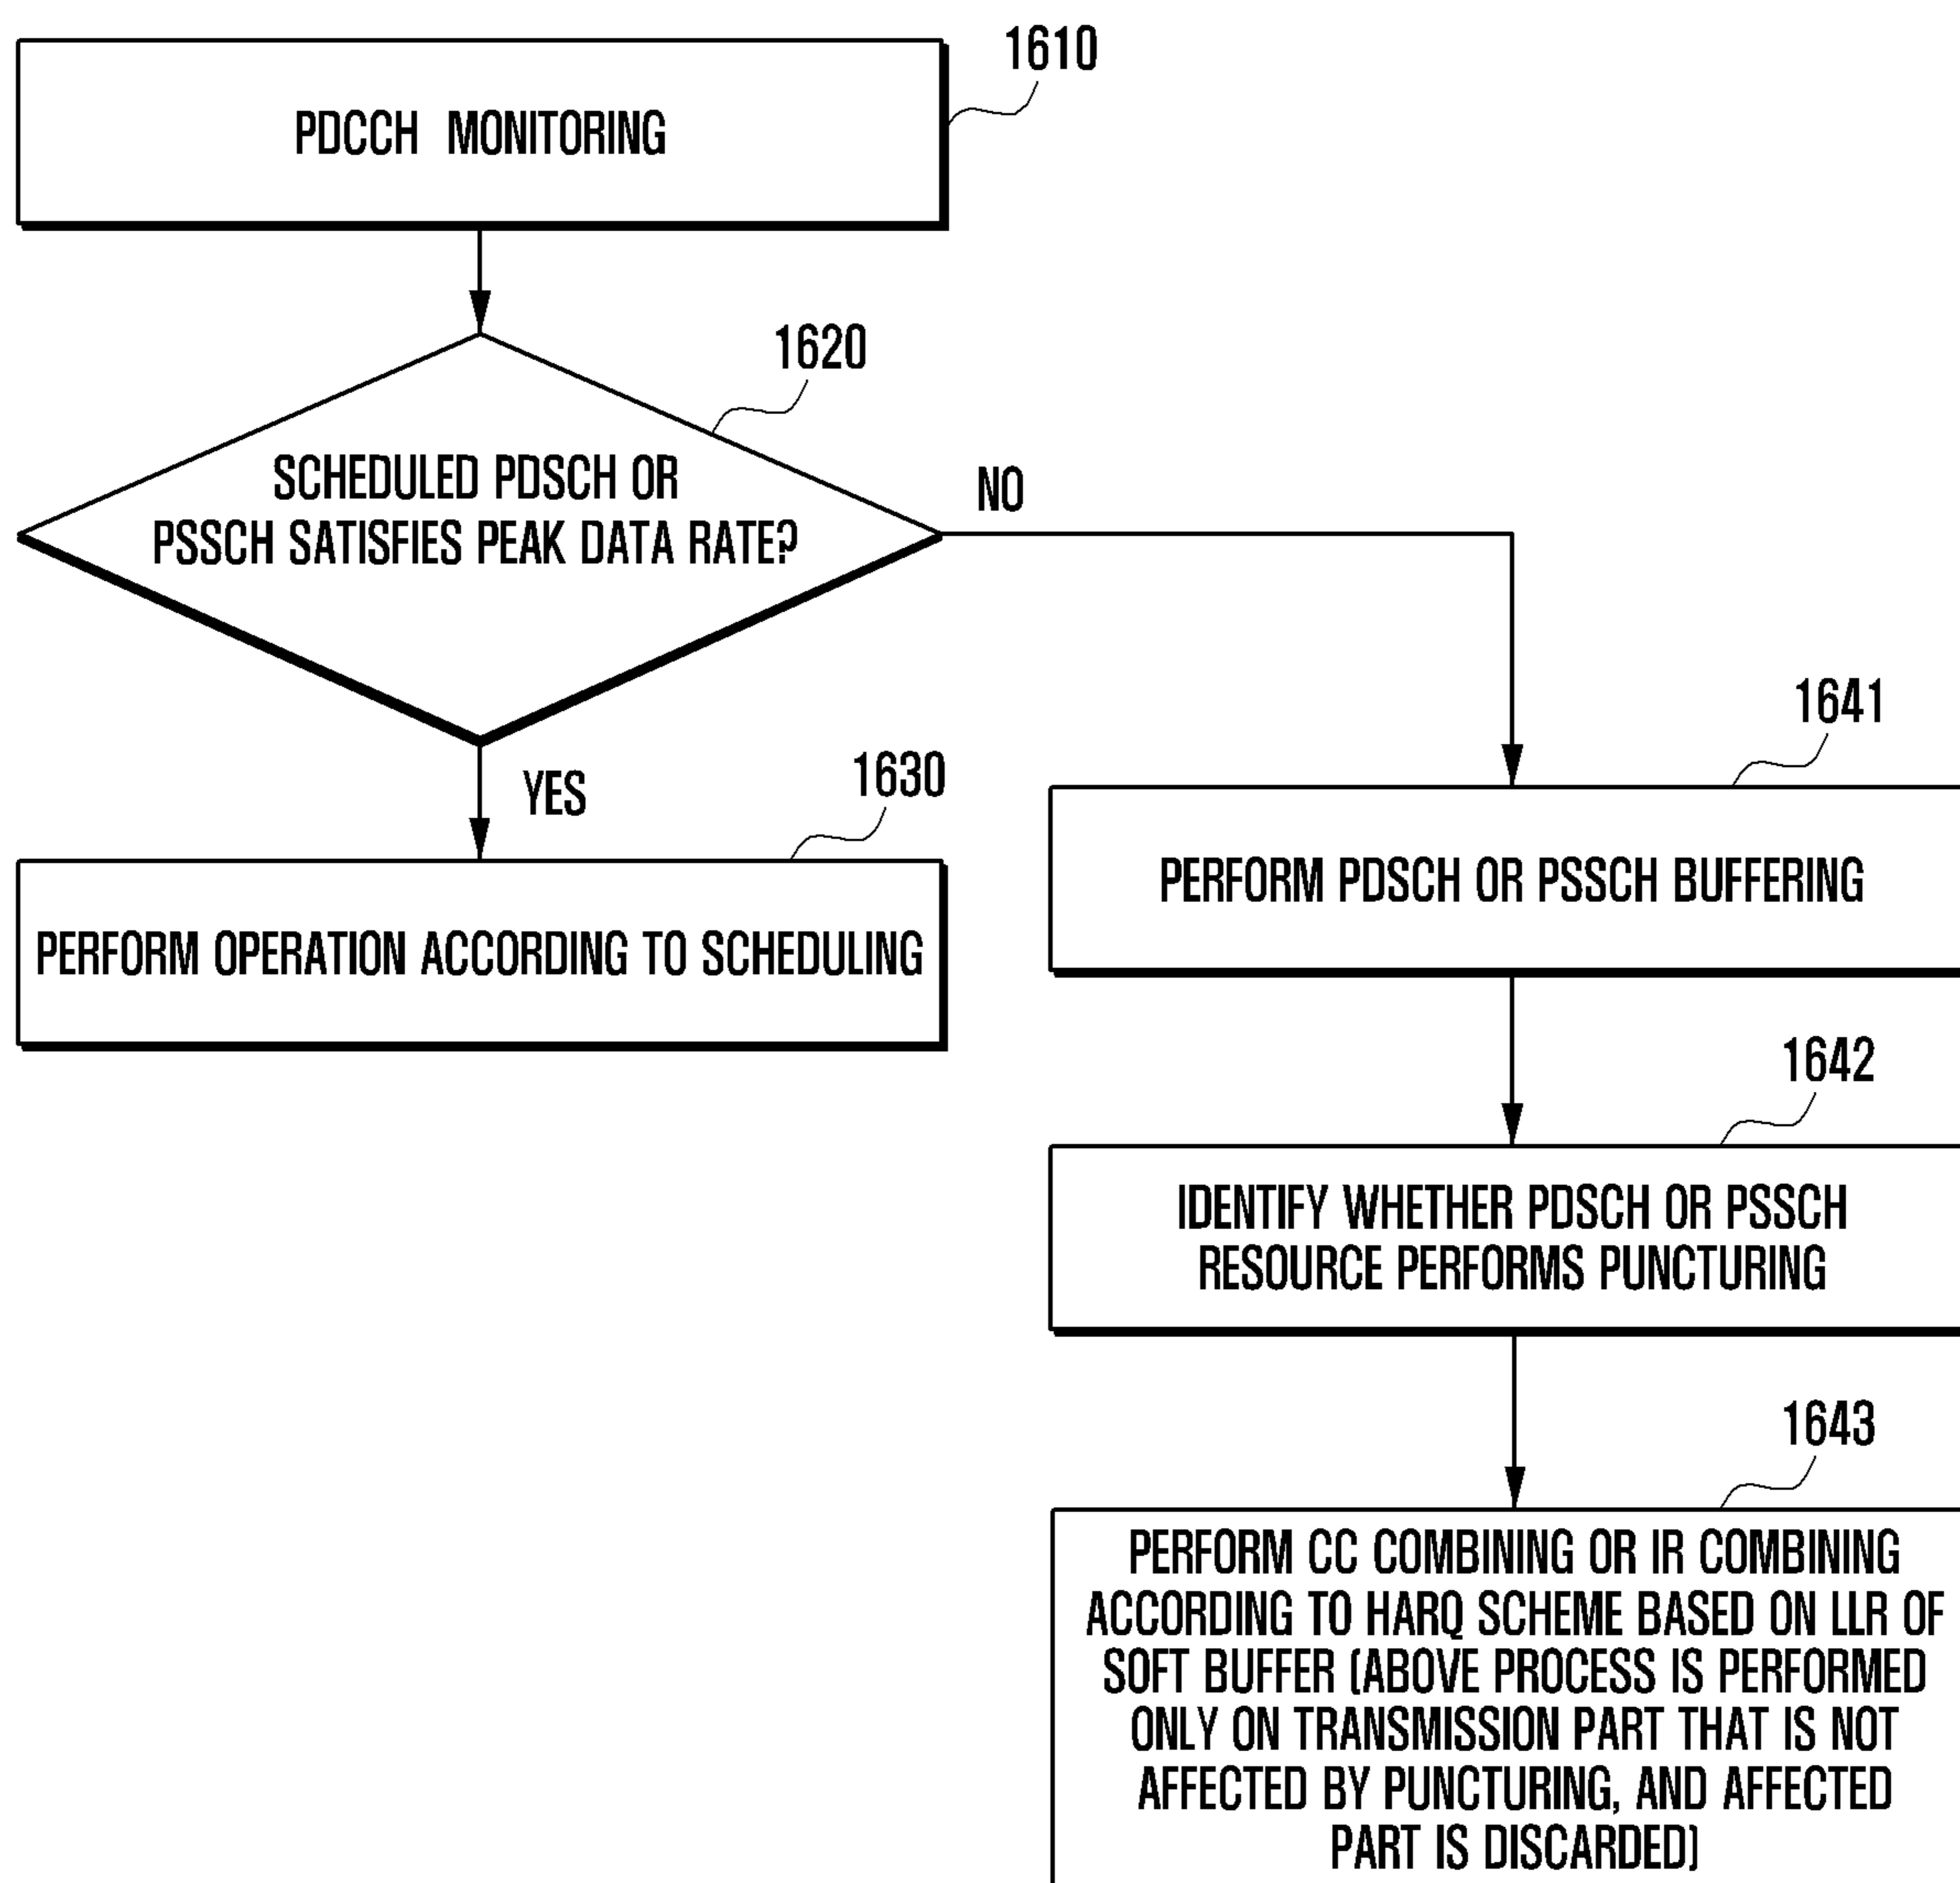 1610
PDCCH MONITORING
1620
SCHEDULED PDSCH OR
PSSCH SATISFIES PEAK DATA RATE?
NO
YES
1630
PERFORM OPERATION ACCORDING TO SCHEDULING
1641
PERFORM PDSCH OR PSSCH BUFFERING
1642
IDENTIFY WHETHER PDSCH OR PSSCH
RESOURCE PERFORMS PUNCTURING
1643
PERFORM CC COMBINING OR IR COMBINING
ACCORDING TO HARQ SCHEME BASED ON LLR OF
SOFT BUFFER (ABOVE PROCESS IS PERFORMED
ONLY ON TRANSMISSION PART THAT IS NOT
AFFECTED BY PUNCTURING, AND AFFECTED
PART IS DISCARDED)